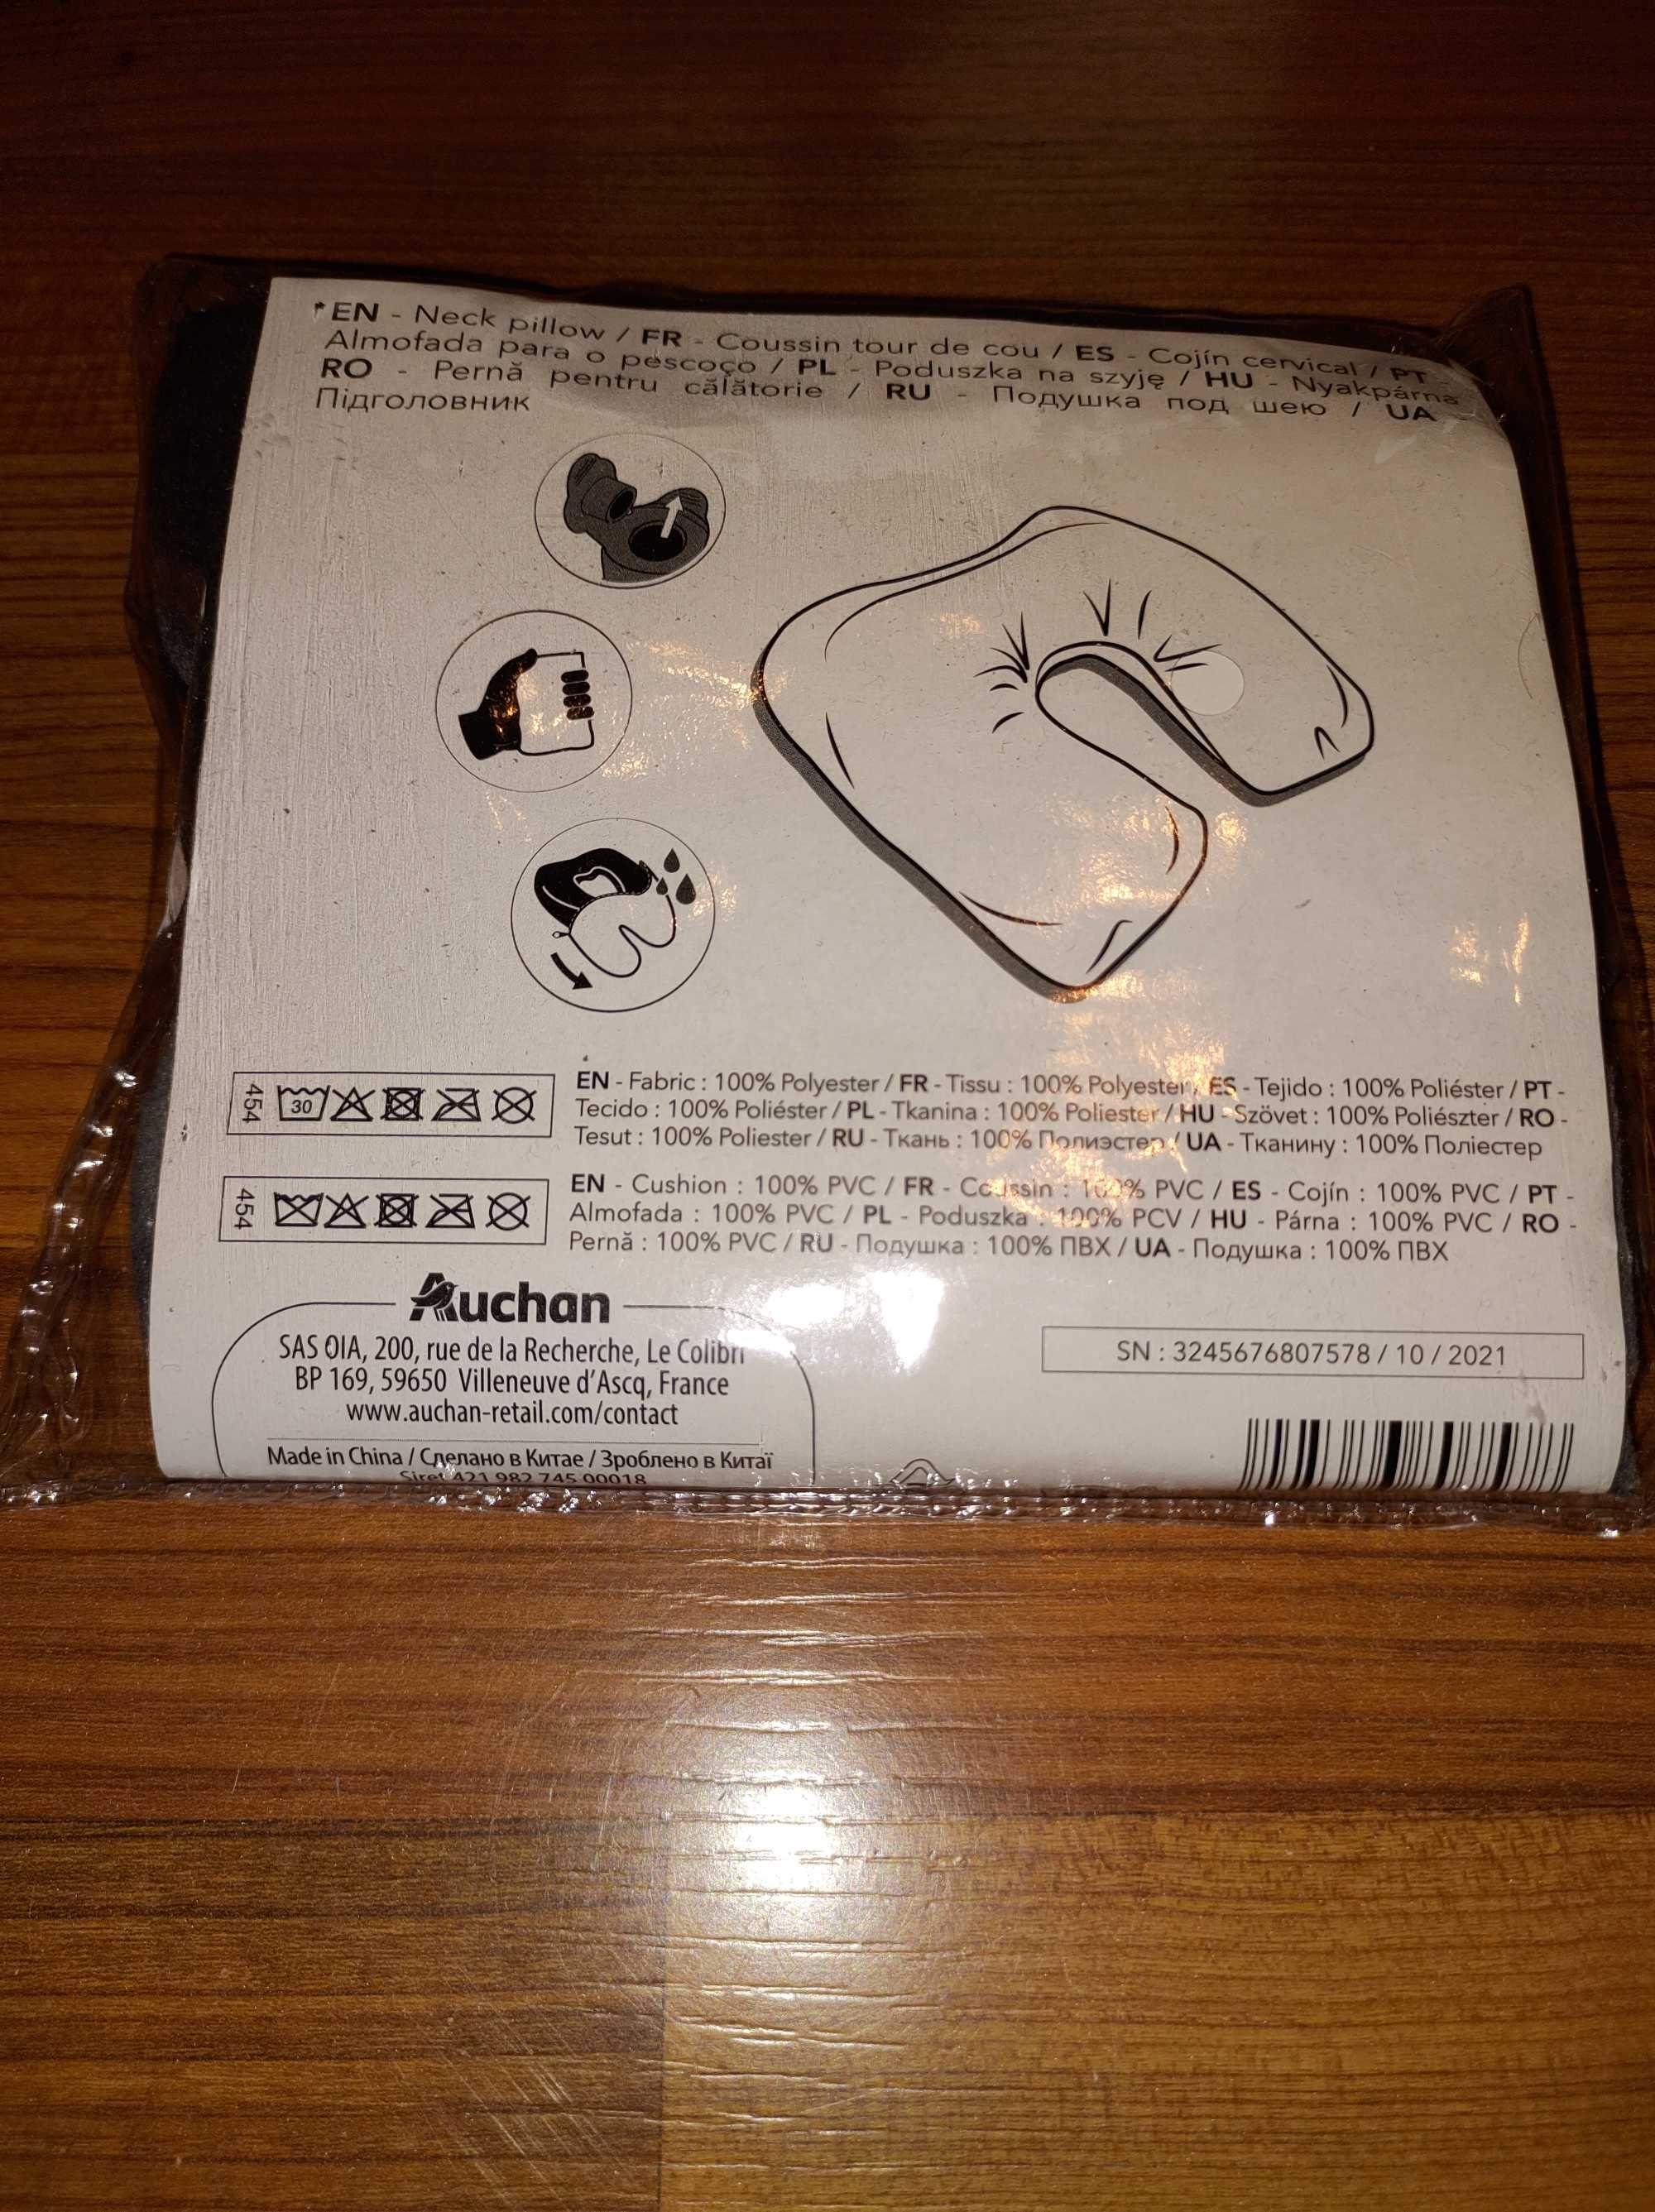 *EN - Neck pillow / FR - Coussin tour de cou / ES - Cojín cervical / PT -
Almofada para o pescoço / PL - Poduszka na szyję / HU - Nyakpárna
RO - Pernă pentru călătorie / RU - Подушка под шею / UA -
Підголовник
454 30
EN - Fabric : 100% Polyester / FR - Tissu : 100% Polyester / ES - Tejido : 100% Poliéster / PT -
Tecido : 100% Poliéster / PL - Tkanina : 100% Poliester / HU - Szövet : 100% Poliészter / RO -
Tesut : 100% Poliester / RU - Ткань : 100% Полиэстер / UA - Тканину : 100% Поліестер
454
EN - Cushion : 100% PVC / FR - Coussin : 100% PVC / ES - Cojín : 100% PVC / PT -
Almofada : 100% PVC / PL - Poduszka : 100% PCV / HU - Párna : 100% PVC / RO -
Pernă : 100% PVC / RU - Подушка : 100% ПВХ / UA - Подушка : 100% ПВХ
Auchan
SAS OIA, 200, rue de la Recherche, Le Colibri
BP 169, 59650 Villeneuve d'Ascq, France
www.auchan-retail.com/contact
Made in China / Сделано в Китае / Зроблено в Китаї
Siret 421 982 745 00018
SN : 3245676807578 / 10 / 2021